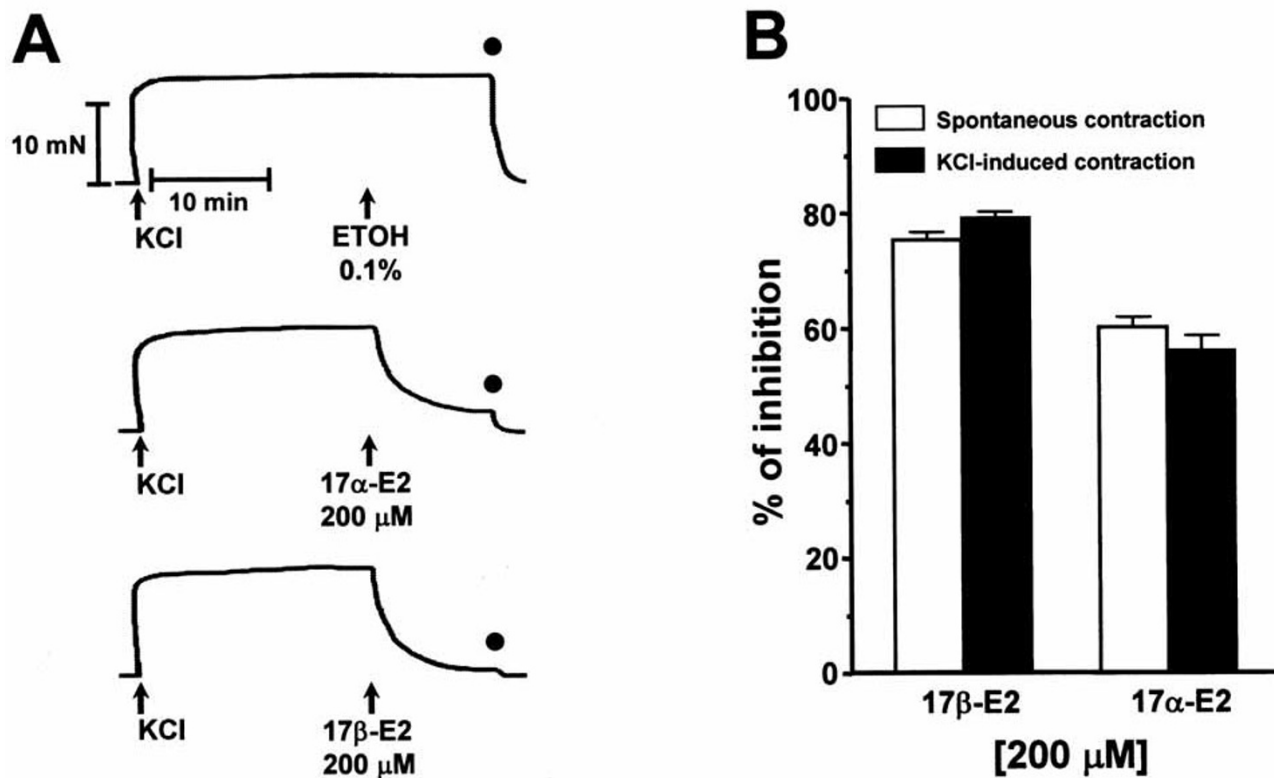 A
10 mN
10 min
KCl
ETOH
0.1%
KCl
17α-E2
200 μM
KCl
17β-E2
200 μM
B
100
80
60
40
20
0
% of inhibition
Spontaneous contraction
KCl-induced contraction
17β-E2
17α-E2
[200 μM]